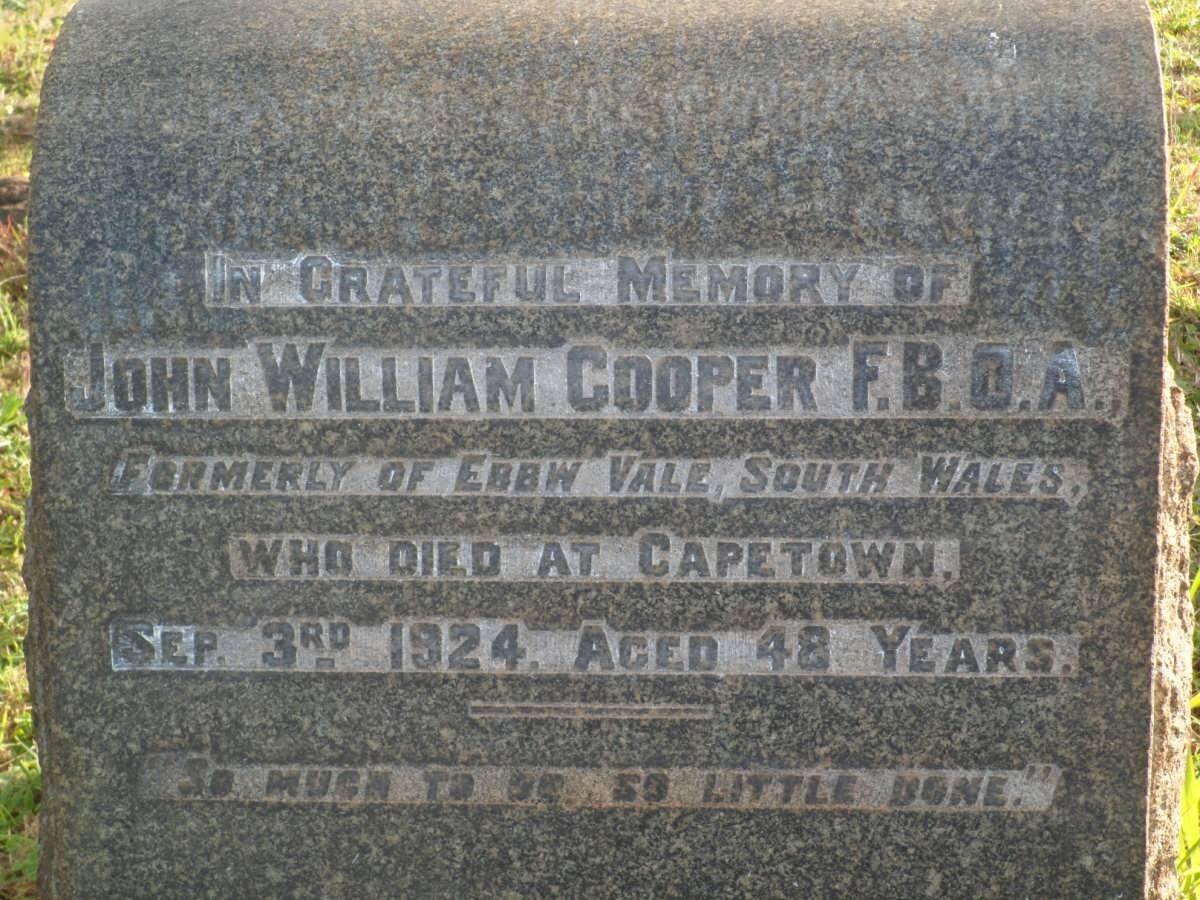 In Grateful Memory of
John William Cooper F.B.O.A.,
Formerly of Ebbw Vale, South Wales,
who died at Capetown,
Sep. 3rd 1924. Aged 48 Years.
"So much to do so little done."